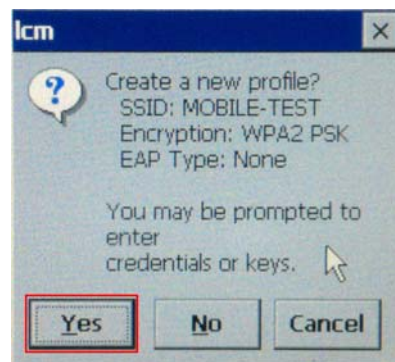 lcm
Create a new profile?
SSID: MOBILE-TEST
Encryption: WPA2 PSK
EAP Type: None
You may be prompted to
enter
credentials or keys.
Yes No Cancel